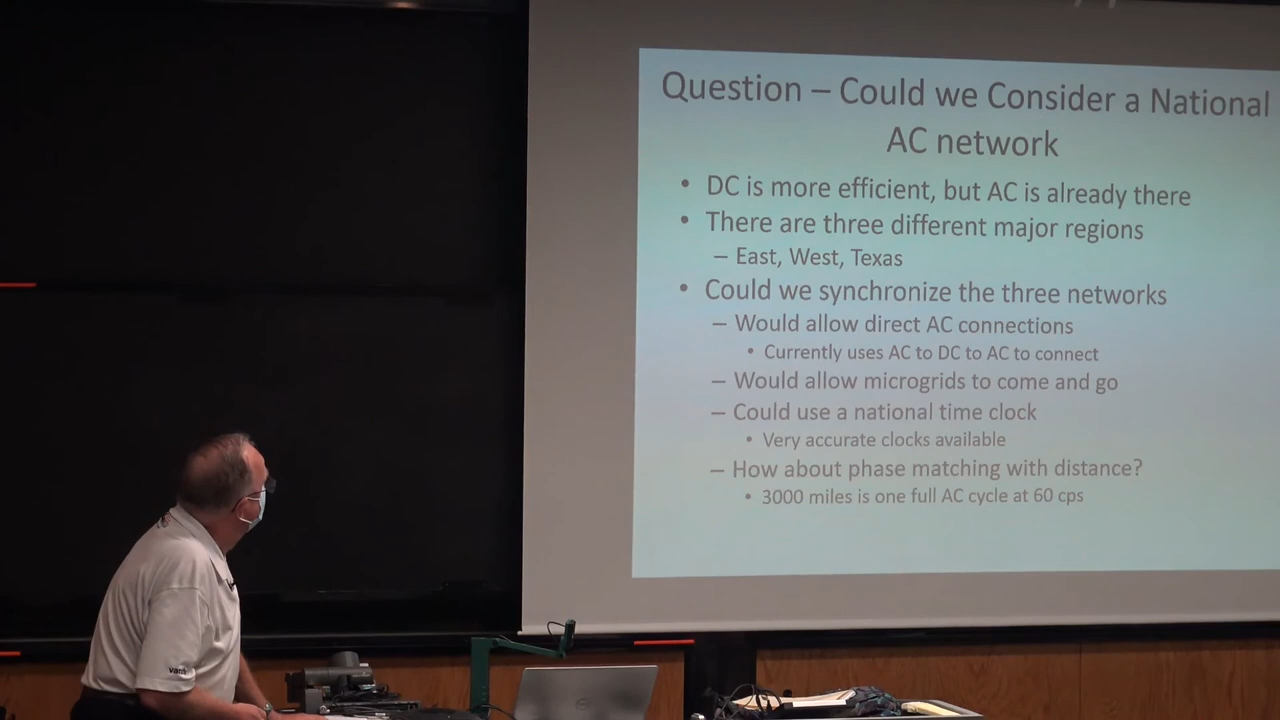 Question – Could we Consider a National
AC network
• DC is more efficient, but AC is already there
• There are three different major regions
– East, West, Texas
• Could we synchronize the three networks
– Would allow direct AC connections
• Currently uses AC to DC to AC to connect
– Would allow microgrids to come and go
– Could use a national time clock
• Very accurate clocks available
– How about phase matching with distance?
• 3000 miles is one full AC cycle at 60 cps